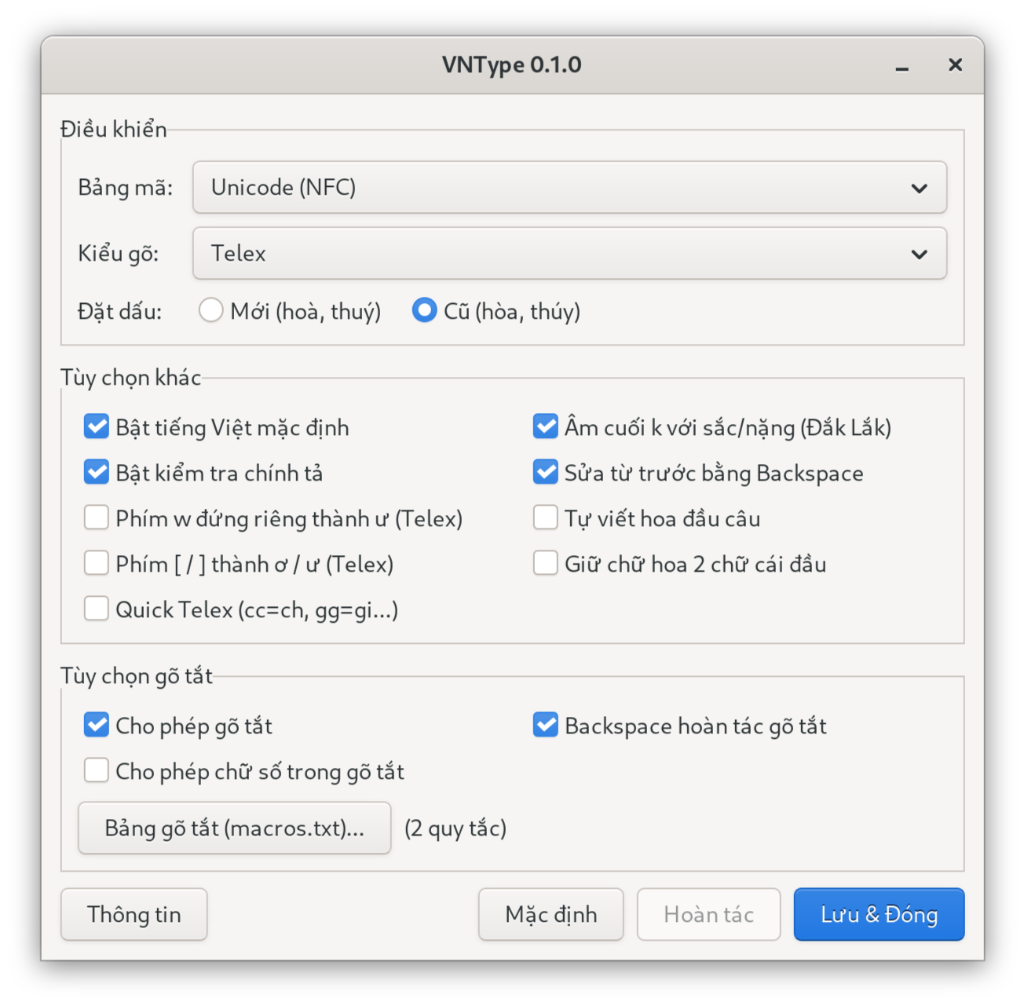 VNType 0.1.0
Điều khiển
Bảng mã: Unicode (NFC)
Kiểu gõ: Telex
Đặt dấu: Mới (hoà, thuý) Cũ (hòa, thúy)
Tùy chọn khác
Bật tiếng Việt mặc định Âm cuối k với sắc/nặng (Đắk Lắk)
Bật kiểm tra chính tả Sửa từ trước bằng Backspace
Phím w đứng riêng thành ư (Telex) Tự viết hoa đầu câu
Phím [ / ] thành ơ / ư (Telex) Giữ chữ hoa 2 chữ cái đầu
Quick Telex (cc=ch, gg=gi...)
Tùy chọn gõ tắt
Cho phép gõ tắt Backspace hoàn tác gõ tắt
Cho phép chữ số trong gõ tắt
Bảng gõ tắt (macros.txt)... (2 quy tắc)
Thông tin Mặc định Hoàn tác Lưu & Đóng